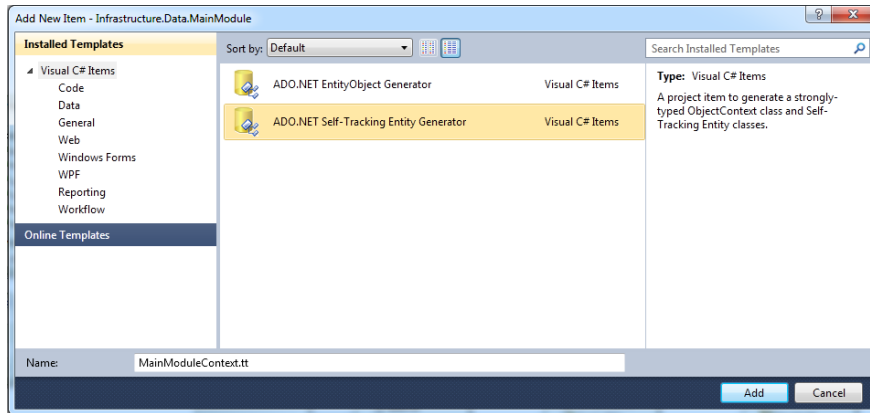 Add New Item - Infrastructure.Data.MainModule
Installed Templates
Sort by: Default
Search Installed Templates
Visual C# Items
Code
Data
General
Web
Windows Forms
WPF
Reporting
Workflow
Online Templates
ADO.NET EntityObject Generator Visual C# Items
ADO.NET Self-Tracking Entity Generator Visual C# Items
Type: Visual C# Items
A project item to generate a strongly-
typed ObjectContext class and Self-
Tracking Entity classes.
Name: MainModuleContext.tt
Add Cancel